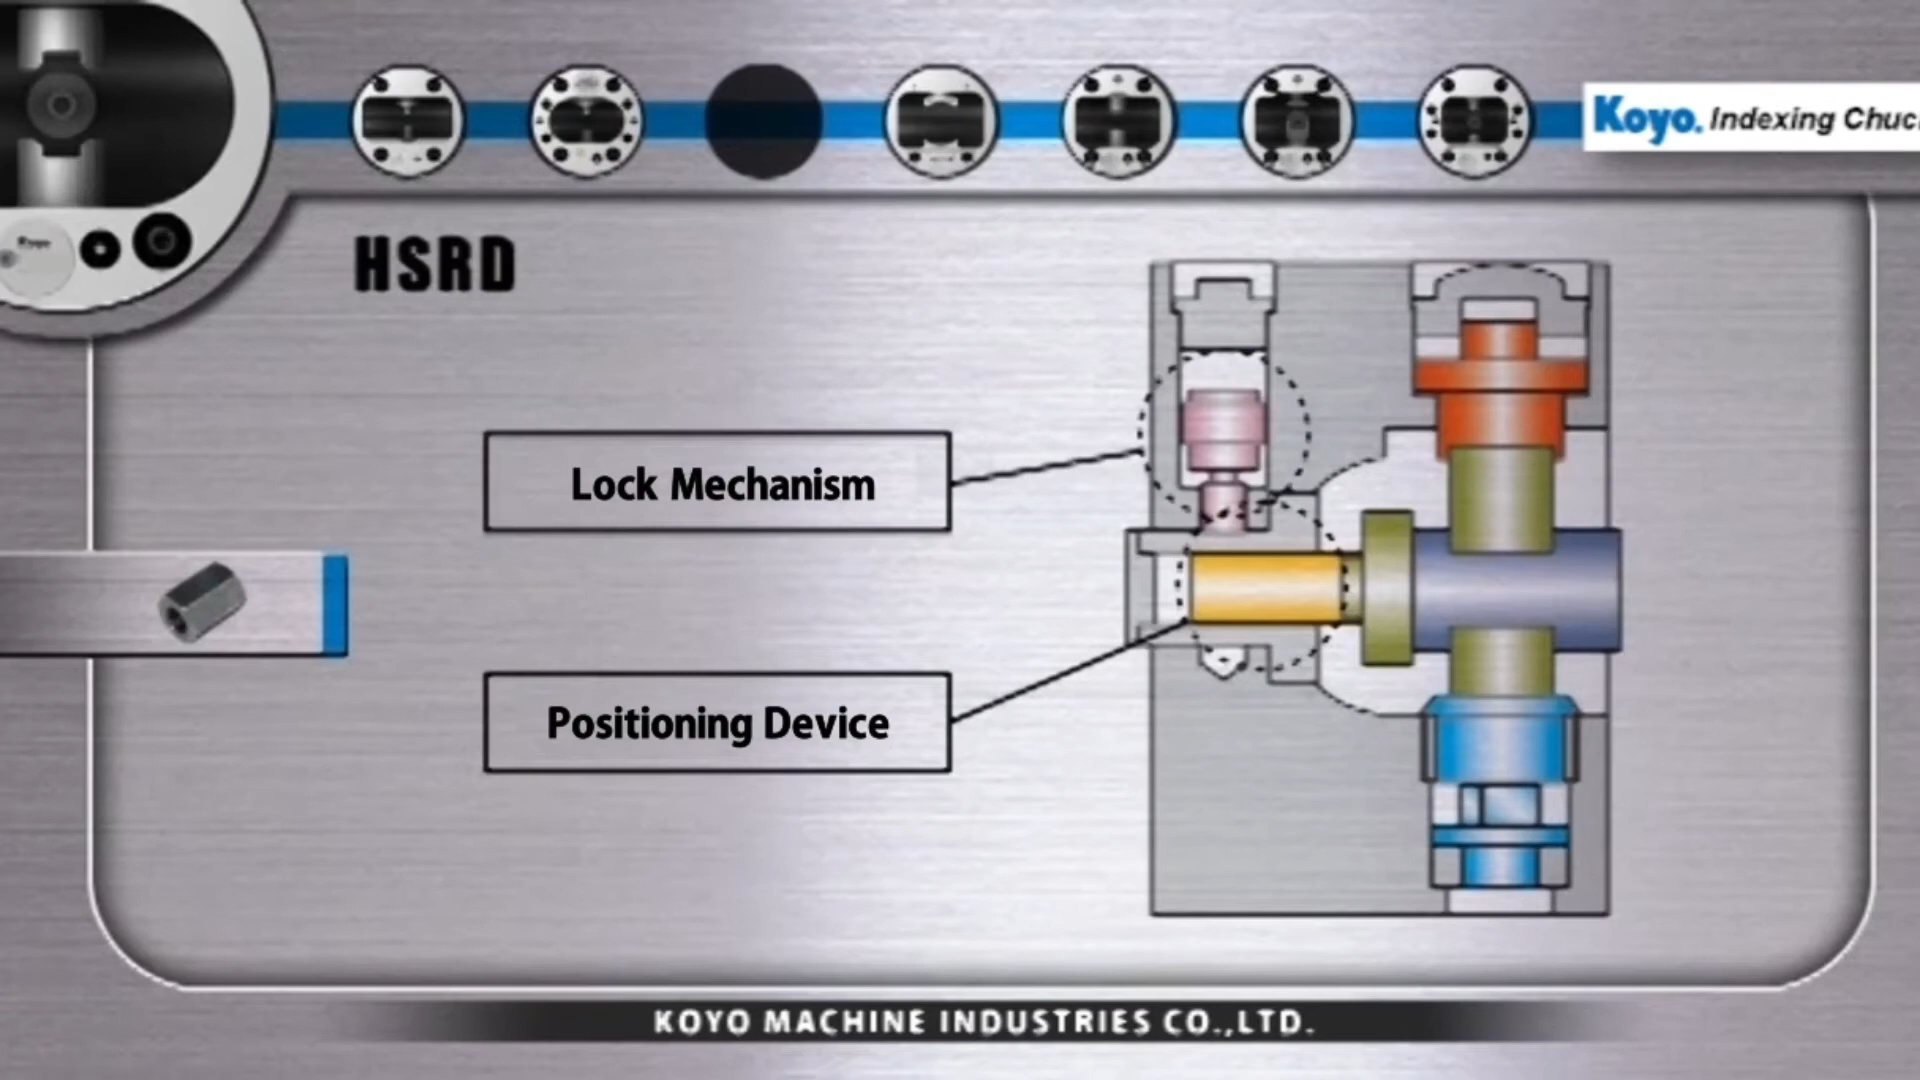 Koyo. Indexing Chuc
HSRD
Lock Mechanism
Positioning Device
KOYO MACHINE INDUSTRIES CO.,LTD.